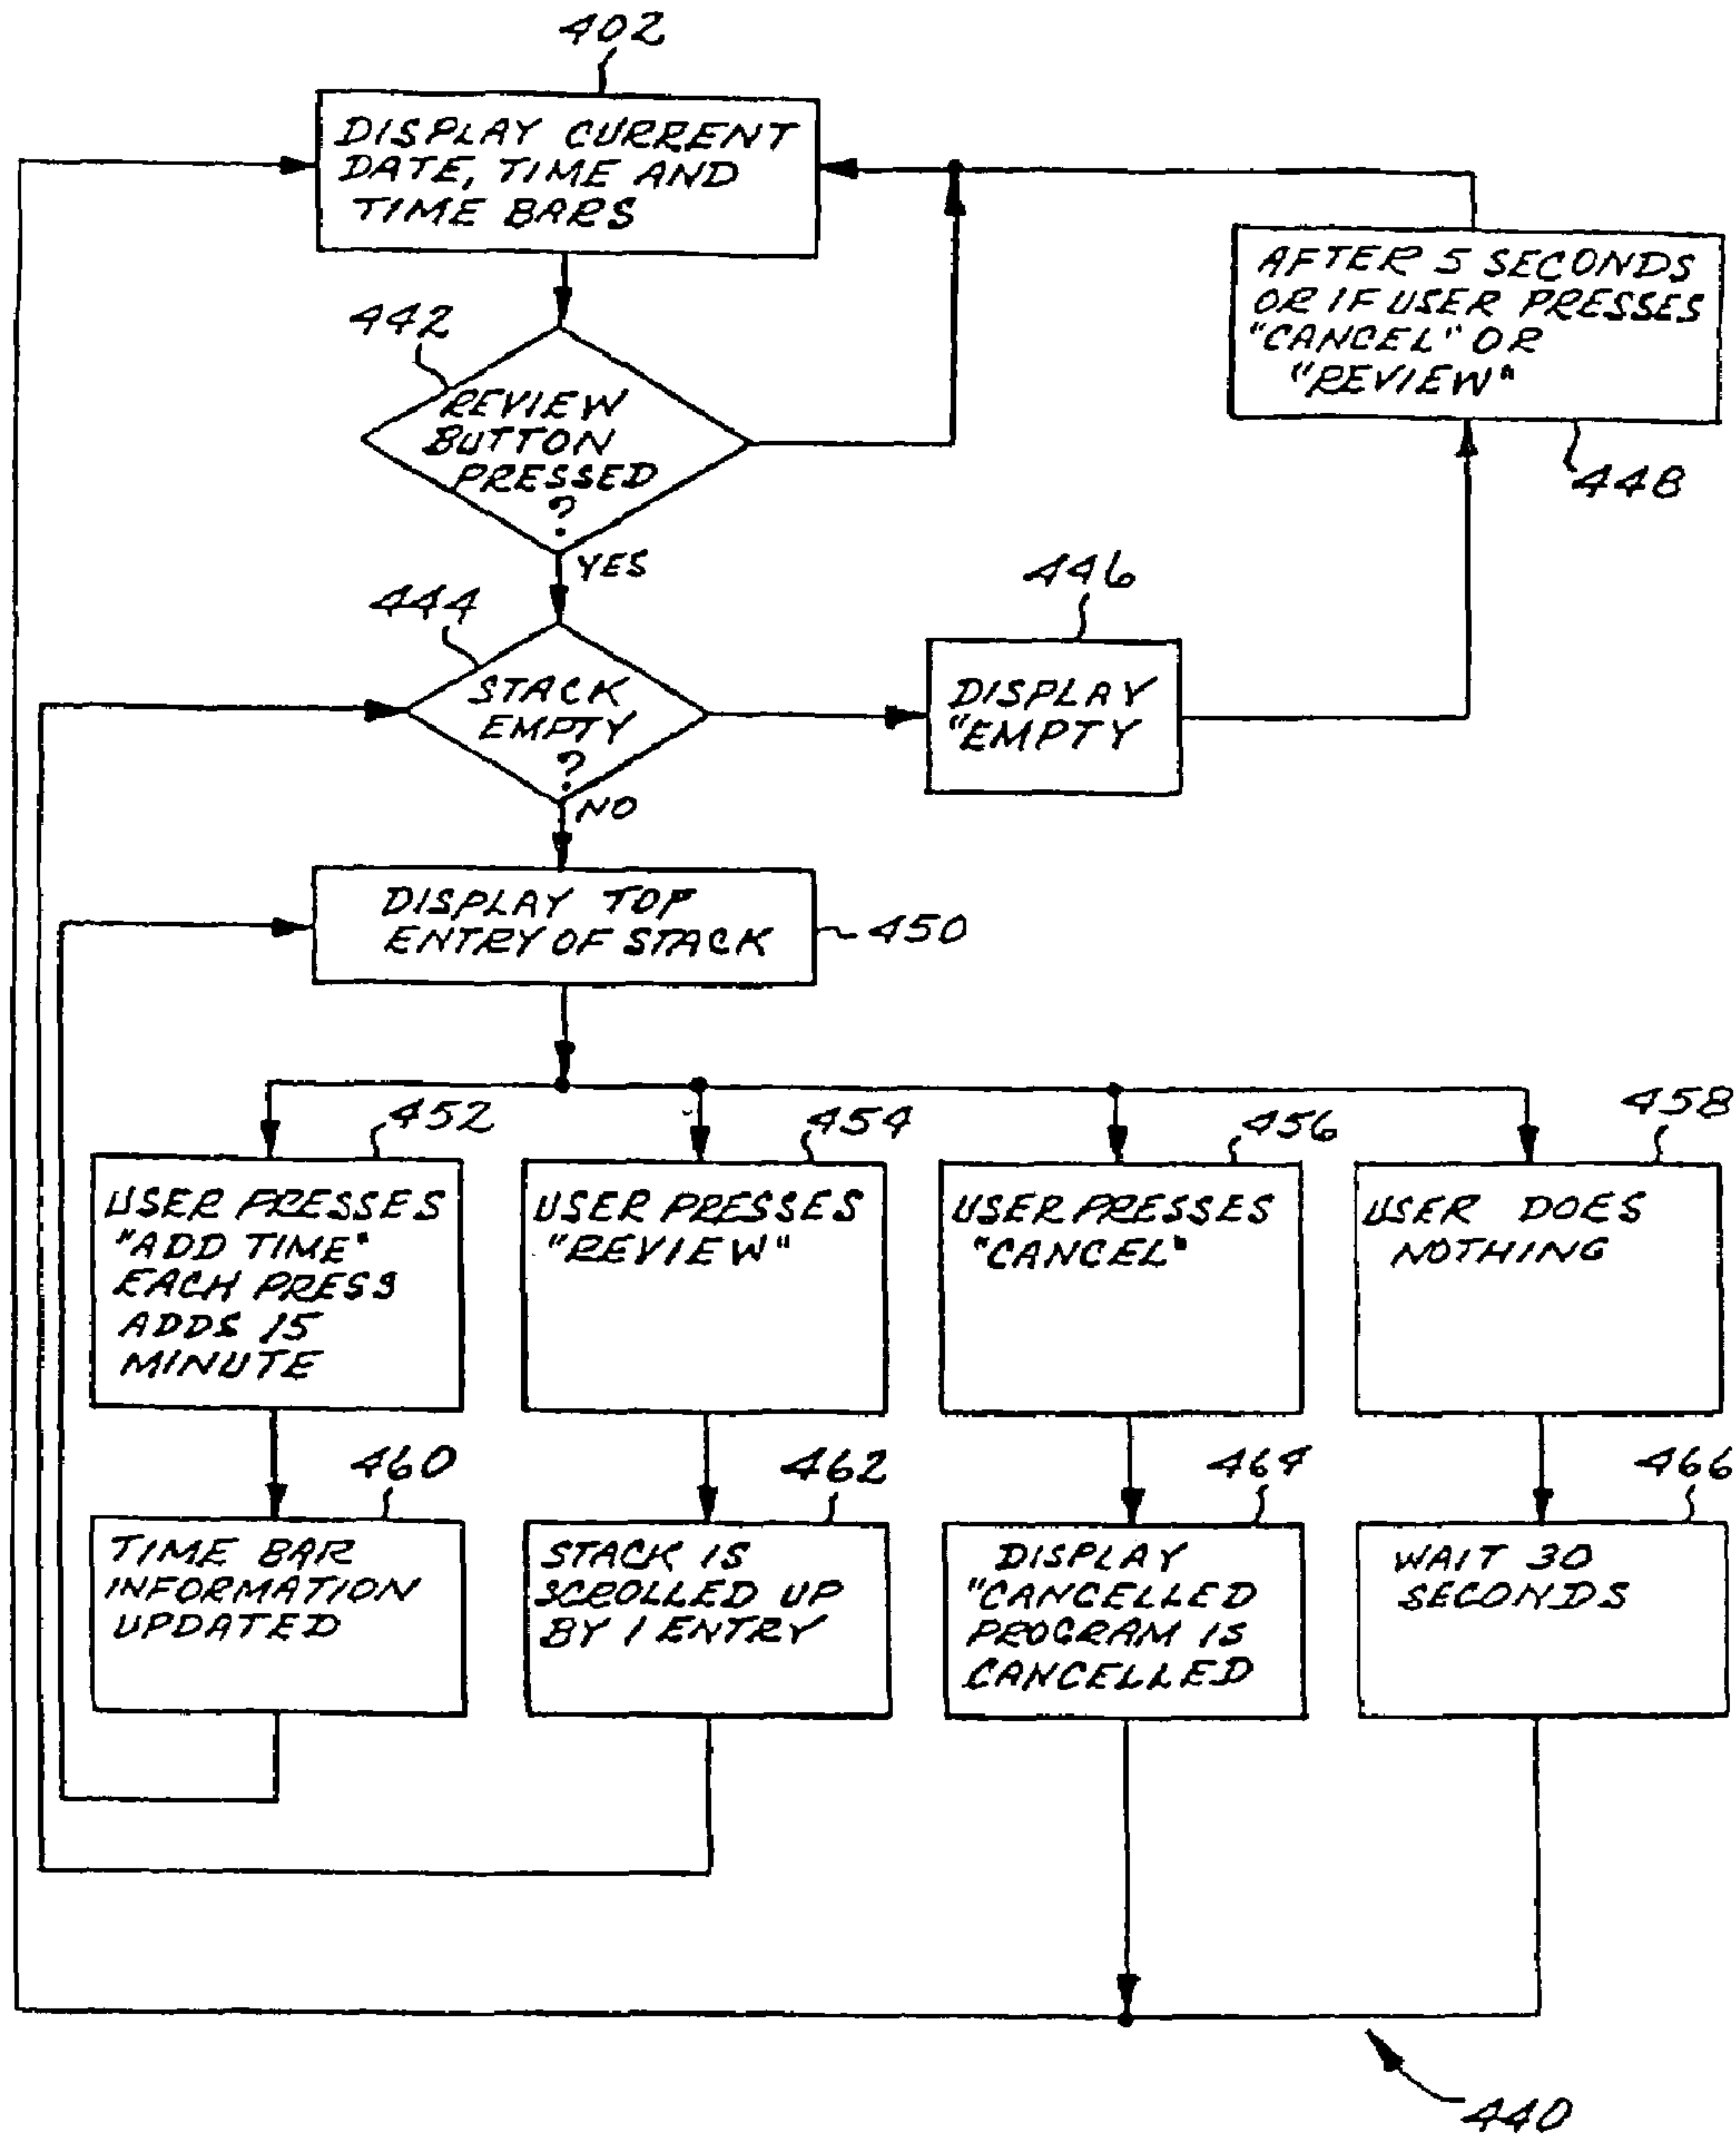 402
DISPLAY CURRENT
DATE, TIME AND
TIME BARS
442
REVIEW
BUTTON
PRESSED
?
YES
AFTER 5 SECONDS
OR IF USER PRESSES
"CANCEL" OR
"REVIEW"
448
444
STACK
EMPTY
?
NO
446
DISPLAY
"EMPTY
DISPLAY TOP
ENTRY OF STACK
450
452
USER PRESSES
"ADD TIME"
EACH PRESS
ADDS 15
MINUTE
454
USER PRESSES
"REVIEW"
456
USER PRESSES
"CANCEL"
458
USER DOES
NOTHING
460
TIME BAR
INFORMATION
UPDATED
462
STACK IS
SCROLLED UP
BY 1 ENTRY
464
DISPLAY
"CANCELLED
PROGRAM IS
CANCELLED
466
WAIT 30
SECONDS
440